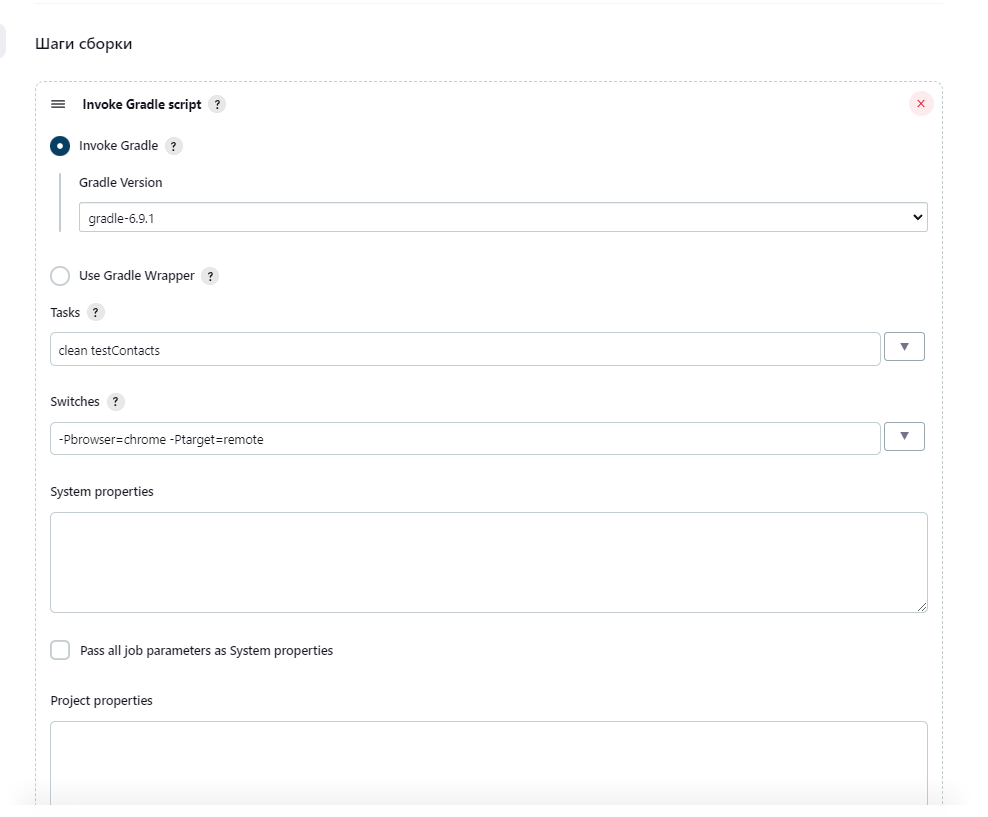 Шаги сборки
Invoke Gradle script ?
Invoke Gradle ?
Gradle Version
gradle-6.9.1
Use Gradle Wrapper ?
Tasks ?
clean testContacts
Switches ?
-Pbrowser=chrome -Ptarget=remote
System properties
Pass all job parameters as System properties
Project properties